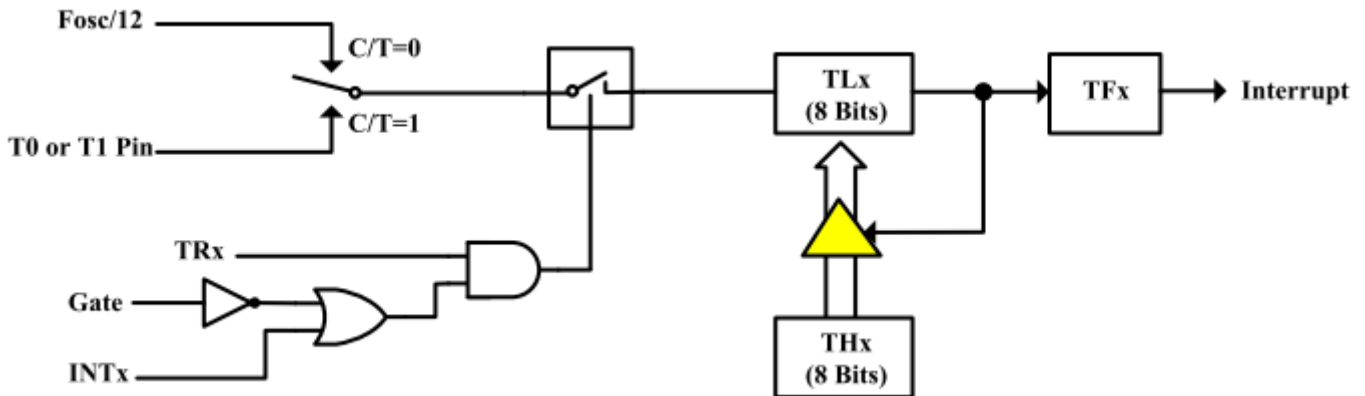 Fosc/12
C/T=0
C/T=1
T0 or T1 Pin
TLx
(8 Bits)
TFx
Interrupt
TRx
Gate
INTx
THx
(8 Bits)